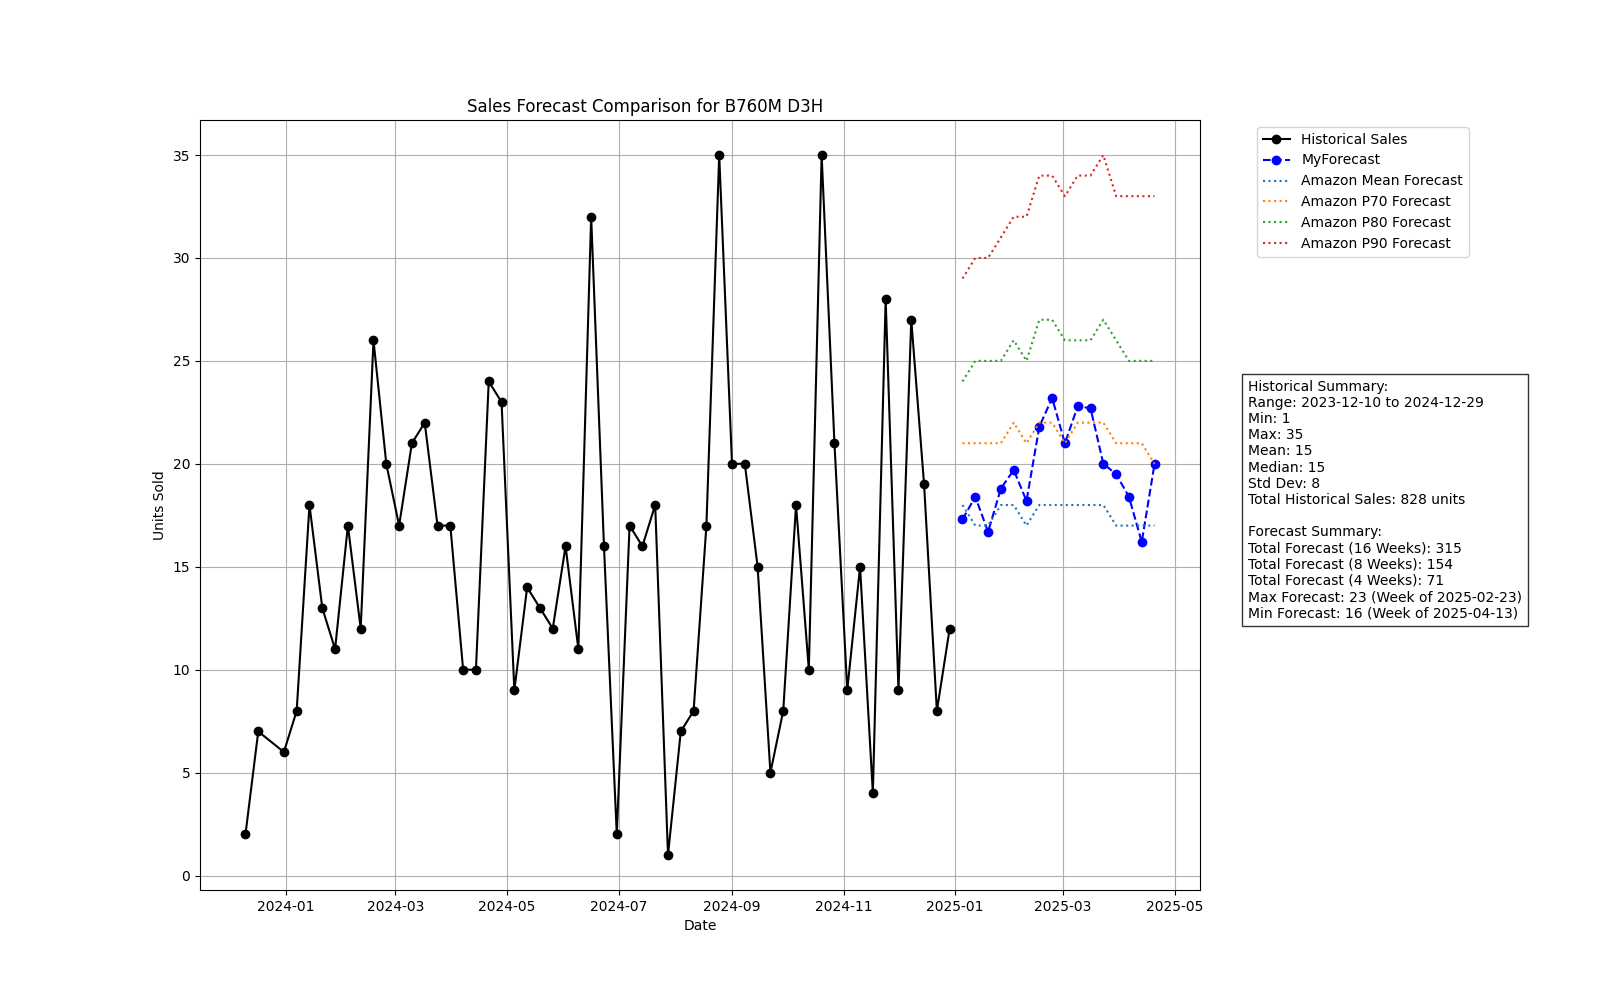 Sales Forecast Comparison for B760M D3H
Units Sold
35
30
25
20
15
10
5
0
2024-01
2024-03
2024-05
2024-07
2024-09
2024-11
2025-01
2025-03
2025-05
Date
Historical Sales
MyForecast
Amazon Mean Forecast
Amazon P70 Forecast
Amazon P80 Forecast
Amazon P90 Forecast
Historical Summary:
Range: 2023-12-10 to 2024-12-29
Min: 1
Max: 35
Mean: 15
Median: 15
Std Dev: 8
Total Historical Sales: 828 units
Forecast Summary:
Total Forecast (16 Weeks): 315
Total Forecast (8 Weeks): 154
Total Forecast (4 Weeks): 71
Max Forecast: 23 (Week of 2025-02-23)
Min Forecast: 16 (Week of 2025-04-13)